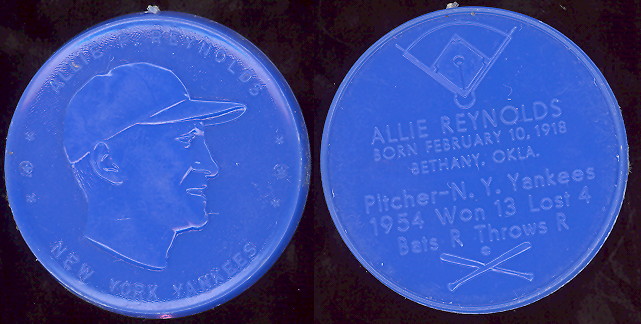 ALLIE P. REYNOLDS
NEW YORK YANKEES
ALLIE REYNOLDS
BORN FEBRUARY 10, 1918
BETHANY, OKLA.
Pitcher-N. Y. Yankees
1954 Won 13 Lost 4
Bats R Throws R
©